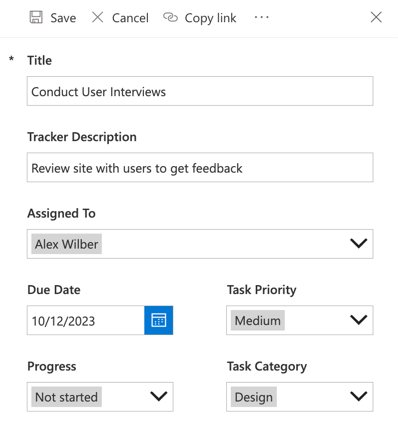 Save Cancel Copy link ...
* Title
Conduct User Interviews
Tracker Description
Review site with users to get feedback
Assigned To
Alex Wilber
Due Date Task Priority
10/12/2023 Medium
Progress Task Category
Not started Design